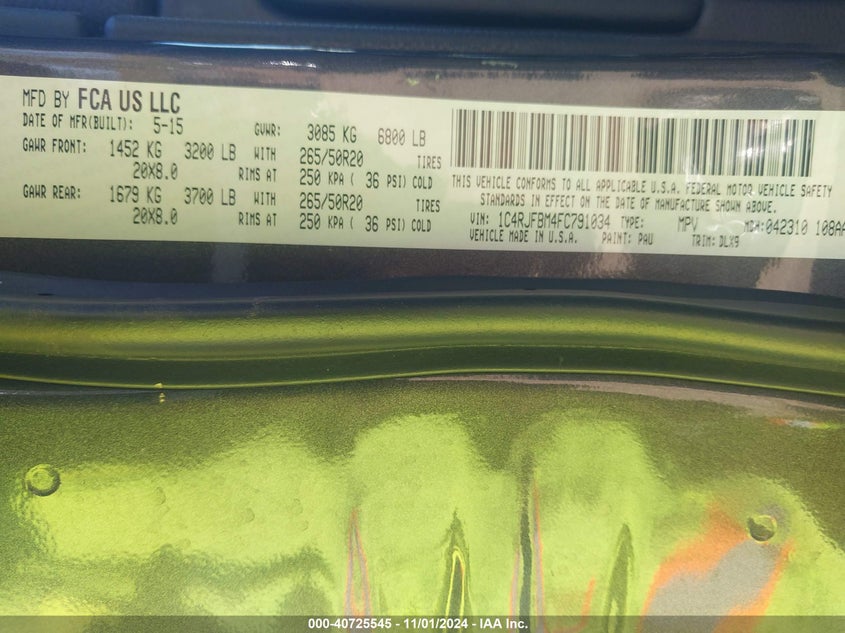 MFD BY FCA US LLC
DATE OF MFR(BUILT): 5-15 GVWR: 3085 KG 6800 LB
GAWR FRONT: 1452 KG 3200 LB WITH 265/50R20 TIRES
20X8.0 RIMS AT 250 KPA ( 36 PSI) COLD
GAWR REAR: 1679 KG 3700 LB WITH 265/50R20 TIRES
20X8.0 RIMS AT 250 KPA ( 36 PSI) COLD
THIS VEHICLE CONFORMS TO ALL APPLICABLE U.S.A. FEDERAL MOTOR VEHICLE SAFETY
STANDARDS IN EFFECT ON THE DATE OF MANUFACTURE SHOWN ABOVE.
VIN: 1C4RJFBM4FC791034 TYPE: MPV MDH:042310 108AA
VEHICLE MADE IN U.S.A. PAINT: PAU TRIM: DLX9
000-40725545 - 11/01/2024 - IAA Inc.